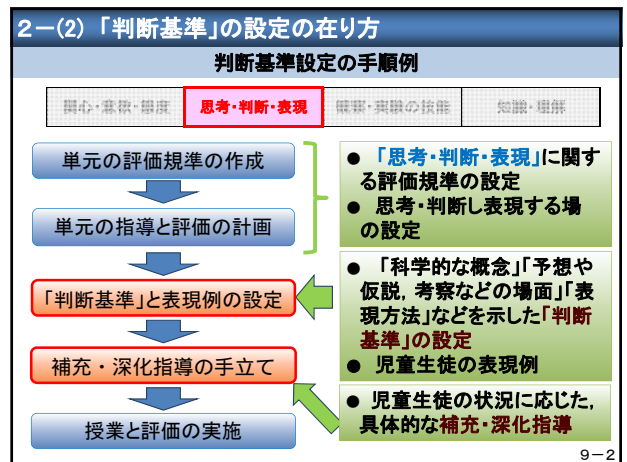 2－(2) 「判断基準」の設定の在り方
判断基準設定の手順例
関心・意欲・態度
思考・判断・表現
観察・実験の技能
知識・理解
単元の評価規準の作成
単元の指導と評価の計画
「判断基準」と表現例の設定
補充・深化指導の手立て
授業と評価の実施
● 「思考・判断・表現」に関す
る評価規準の設定
● 思考・判断し表現する場
の設定
● 「科学的な概念」「予想や
仮説，考察などの場面」「表
現方法」などを示した「判断
基準」の設定
● 児童生徒の表現例
● 児童生徒の状況に応じた，
具体的な補充・深化指導
9－2